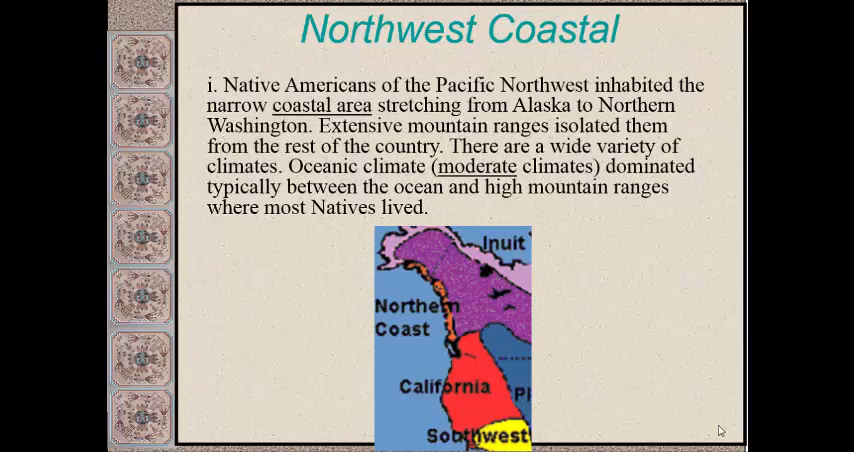 Northwest Coastal
i. Native Americans of the Pacific Northwest inhabited the
narrow coastal area stretching from Alaska to Northern
Washington. Extensive mountain ranges isolated them
from the rest of the country. There are a wide variety of
climates. Oceanic climate (moderate climates) dominated
typically between the ocean and high mountain ranges
where most Natives lived.
Inuit
Northern
Coast
California
Pl
Southwest